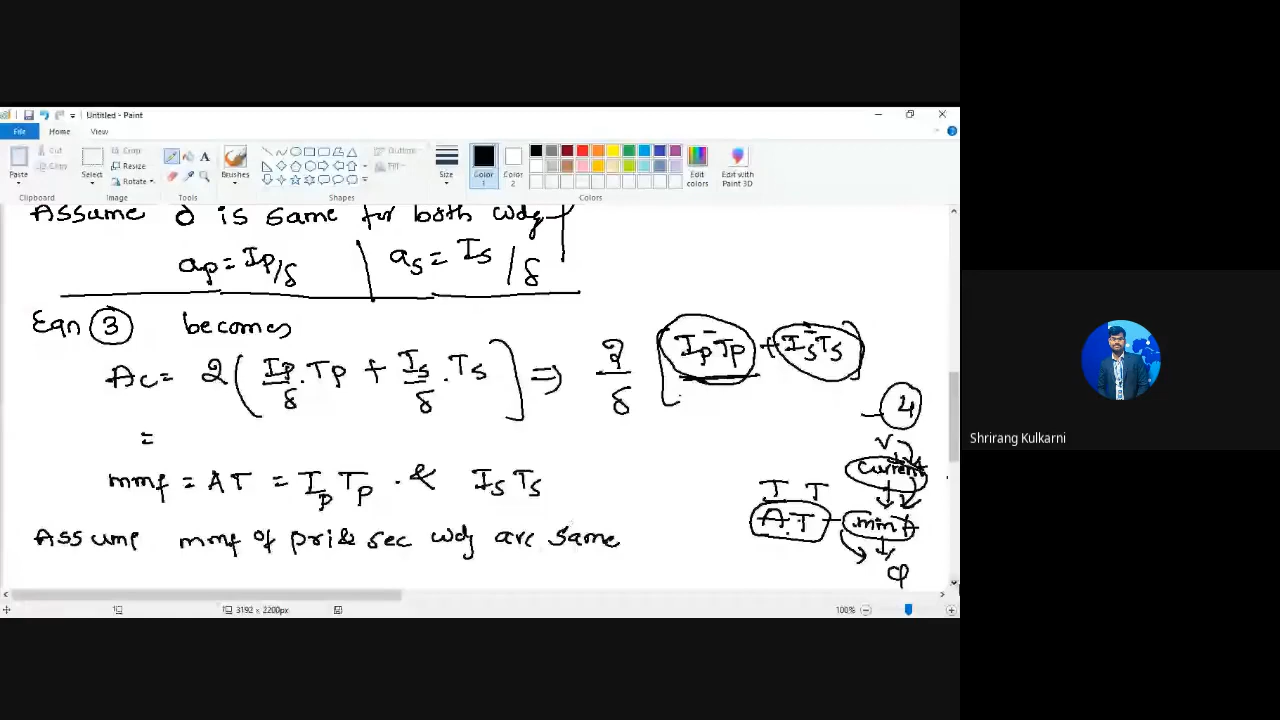 Untitled - Paint
File Home View
Paste
Cut
Copy
Select
Crop
Resize
Rotate
Brushes
Outline
Fill
Size
Color 1
Color 2
Edit colors
Edit with Paint 3D
Clipboard Image Tools Shapes Colors
Assume δ is same for both wdg
ap = Ip/δ | as = Is/δ
Eqn ③ becomes
Ac = 2(Ip/δ . Tp + Is/δ . Ts] ⇒ 2/δ [IpTp + IsTs]
— ④
=
Current
mmf = AT = Ip Tp . & Is Ts
I T
A.T - mmf
φ
Assume mmf of pri & sec wdg are same
3192 × 2200px
100%
Shrirang Kulkarni